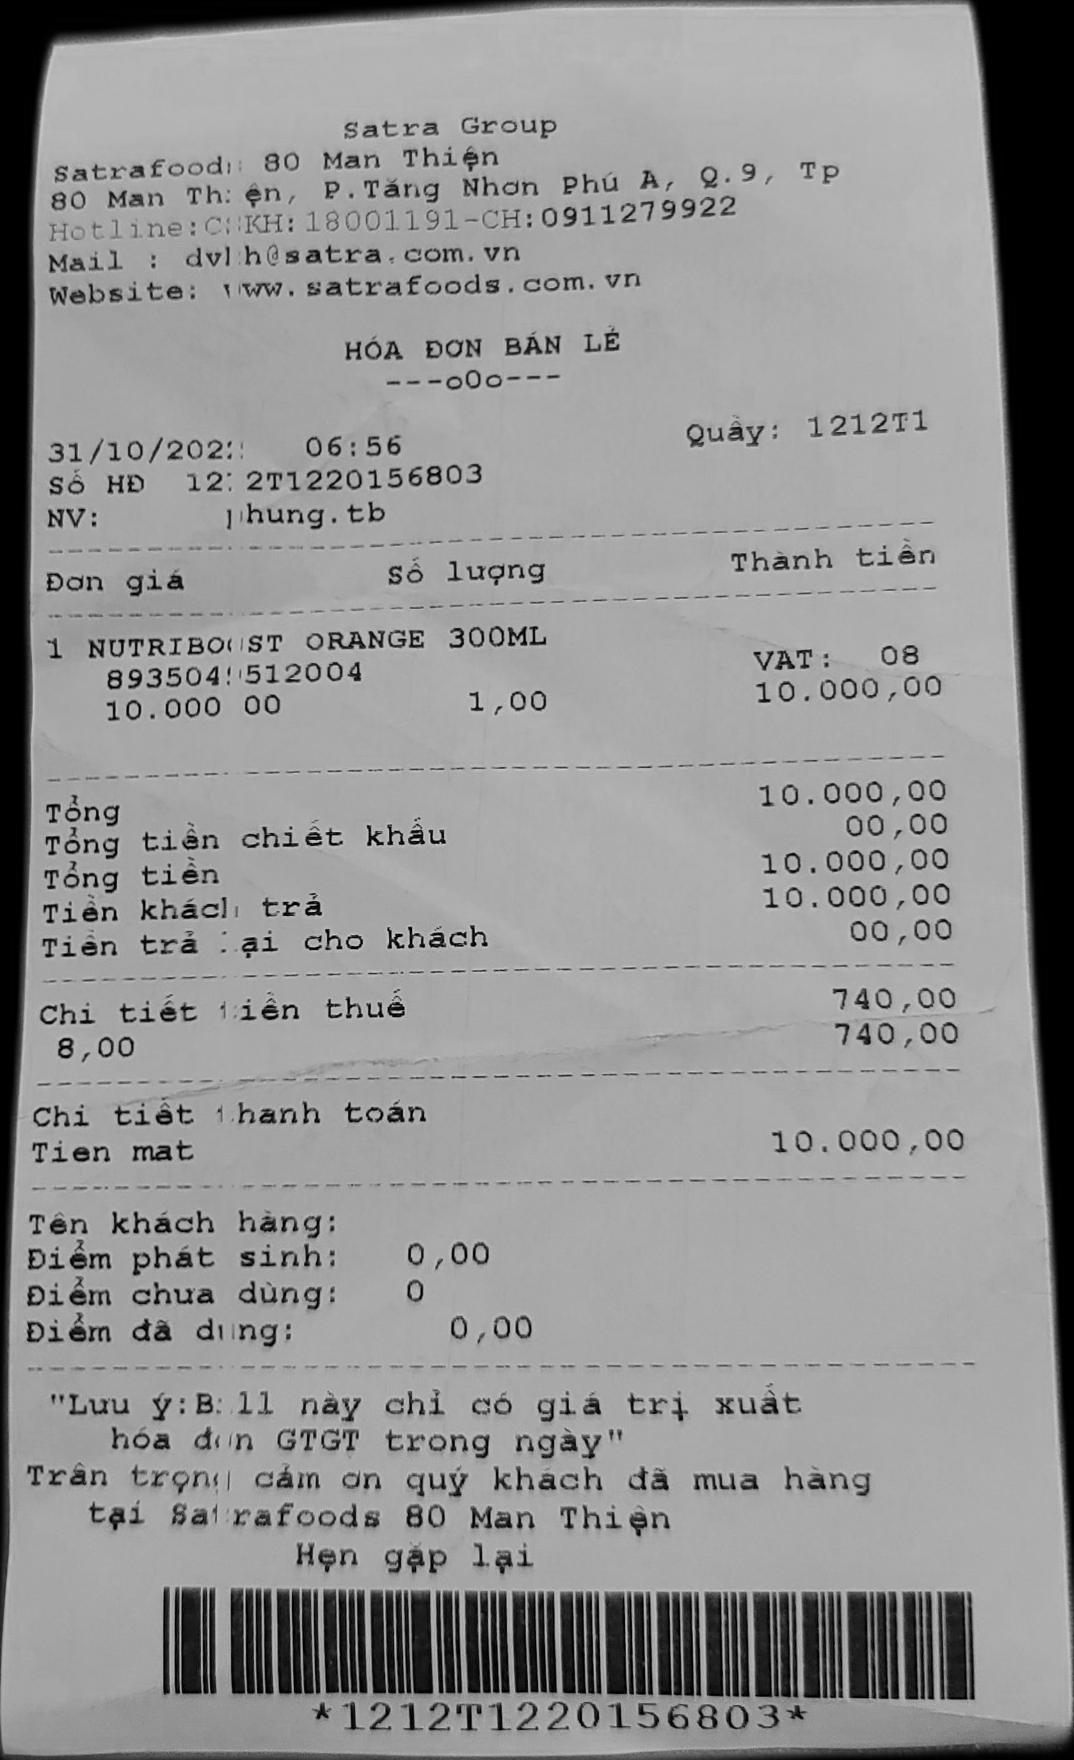 Satra Group
Satrafoods 80 Man Thiện
80 Man Thiện, P.Tăng Nhơn Phú A, Q.9, Tp
Hotline:CSKH:18001191-CH:0911279922
Mail : dvkh@satra.com.vn
Website: www.satrafoods.com.vn
HÓA ĐƠN BÁN LẺ
---oOo---
31/10/2022 06:56 Quầy: 1212T1
Số HĐ 1212T1220156803
NV: phung.tb
Đơn giá Số lượng Thành tiền
1 NUTRIBOOST ORANGE 300ML
8935049512004 VAT: 08
10.000,00 1,00 10.000,00
Tổng 10.000,00
Tổng tiền chiết khấu 00,00
Tổng tiền 10.000,00
Tiền khách trả 10.000,00
Tiền trả lại cho khách 00,00
Chi tiết tiền thuế 740,00
8,00 740,00
Chi tiết thanh toán
Tien mat 10.000,00
Tên khách hàng:
Điểm phát sinh: 0,00
Điểm chưa dùng: 0
Điểm đã dùng: 0,00
"Lưu ý:Bill này chỉ có giá trị xuất
hóa đơn GTGT trong ngày"
Trân trọng cảm ơn quý khách đã mua hàng
tại Satrafoods 80 Man Thiện
Hẹn gặp lại
*1212T1220156803*